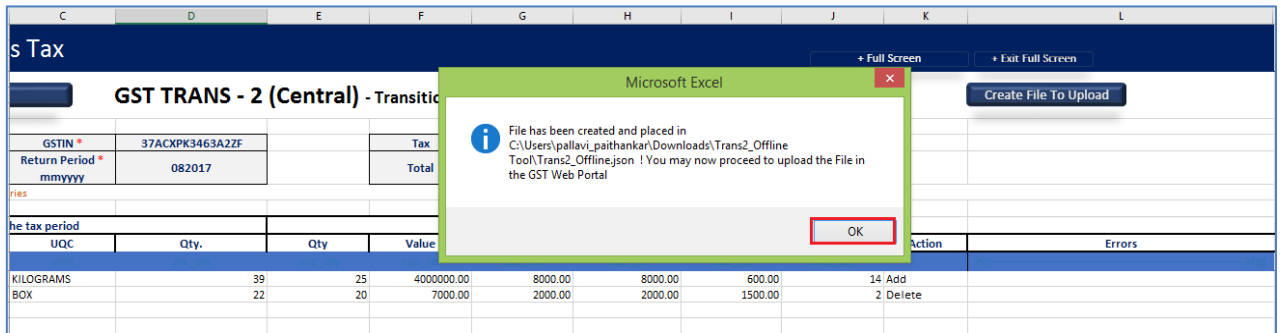 C D E F G H I J K L
s Tax
+ Full Screen + Exit Full Screen
Microsoft Excel
×
GST TRANS - 2 (Central) - Transitic
Create File To Upload
File has been created and placed in
C:\Users\pallavi_paithankar\Downloads\Trans2_Offline
Tool\Trans2_Offline.json ! You may now proceed to upload the File in
the GST Web Portal
OK
GSTIN * 37ACXPK3463A2ZF Tax
Return Period *
mmyyyy
082017 Total
ries
he tax period
UQC Qty. Qty Value Action Errors
KILOGRAMS 39 25 4000000.00 8000.00 8000.00 600.00 14 Add
BOX 22 20 7000.00 2000.00 2000.00 1500.00 2 Delete